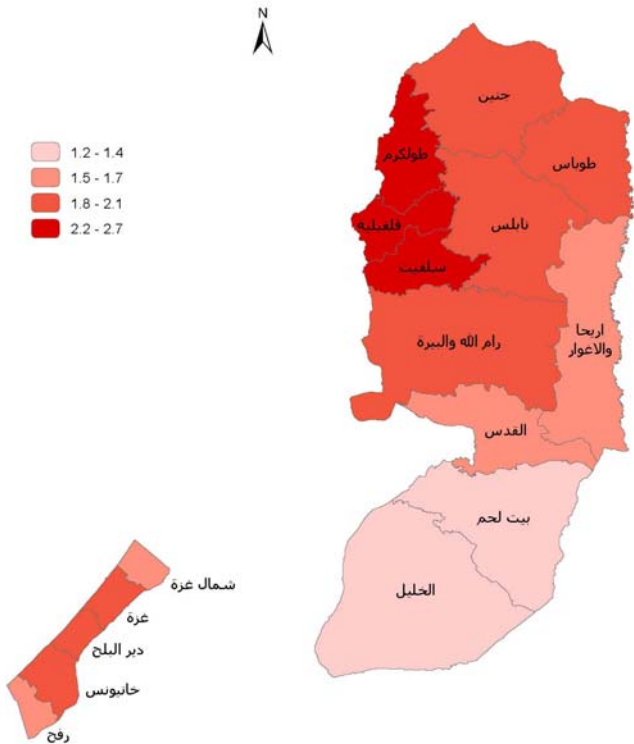 N
1.2 - 1.4
1.5 - 1.7
1.8 - 2.1
2.2 - 2.7
جنين
طولكرم
طوباس
قلقيلية
نابلس
سلفيت
رام الله والبيرة
اريحا
والاغوار
القدس
بيت لحم
الخليل
شمال غزة
غزة
دير البلح
خانيونس
رفح